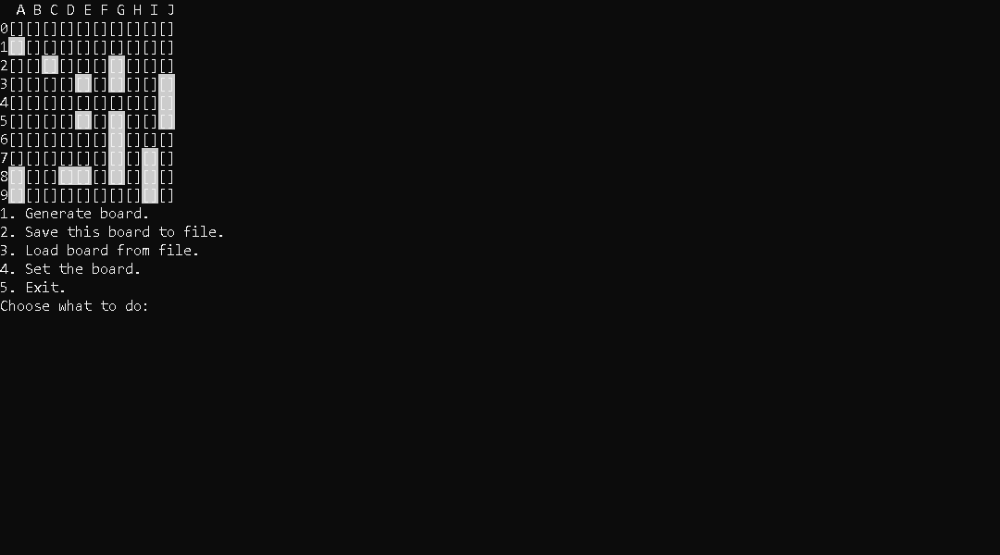 A B C D E F G H I J
0[][][][][][][][][][]
1[][][][][][][][][][]
2[][][][][][][][][][]
3[][][][][][][][][][]
4[][][][][][][][][][]
5[][][][][][][][][][]
6[][][][][][][][][][]
7[][][][][][][][][][]
8[][][][][][][][][][]
9[][][][][][][][][][]
1. Generate board.
2. Save this board to file.
3. Load board from file.
4. Set the board.
5. Exit.
Choose what to do: